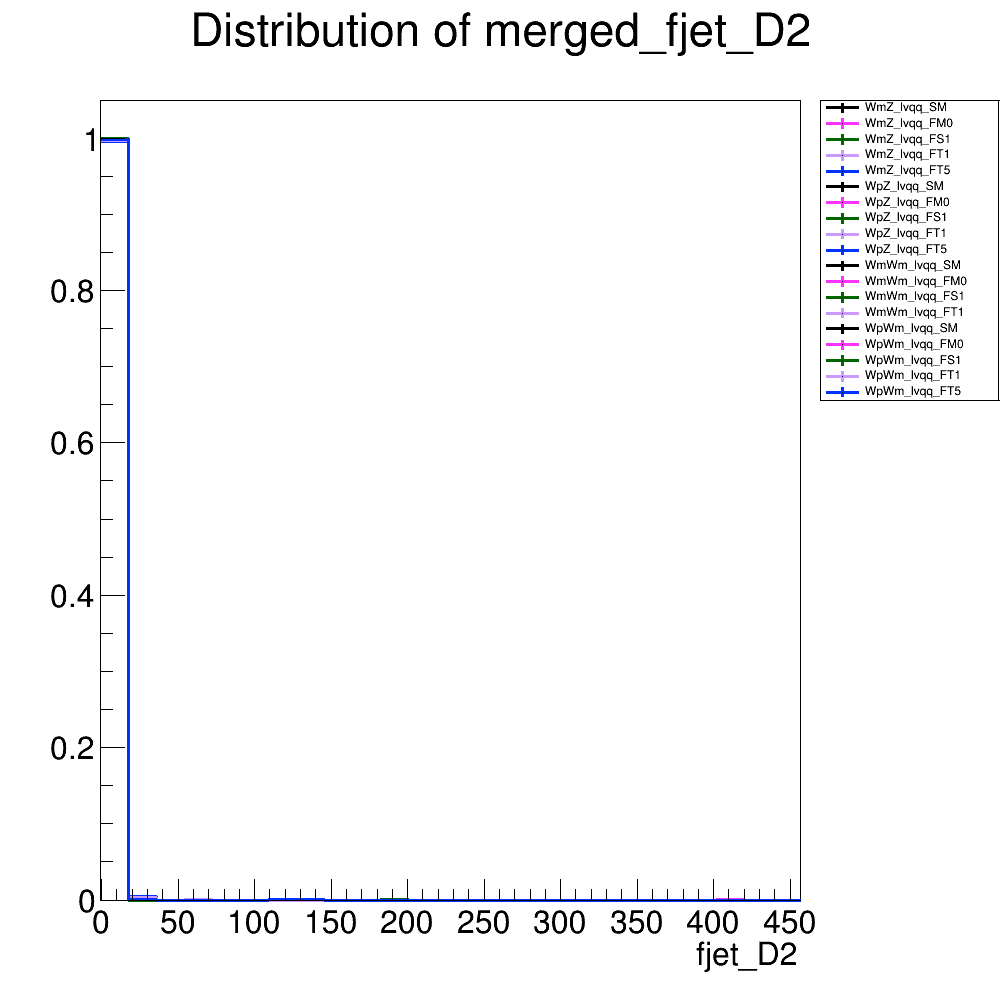 Distribution of merged_fjet_D2
WmZ_lvqq_SM
WmZ_lvqq_FM0
WmZ_lvqq_FS1
WmZ_lvqq_FT1
WmZ_lvqq_FT5
WpZ_lvqq_SM
WpZ_lvqq_FM0
WpZ_lvqq_FS1
WpZ_lvqq_FT1
WpZ_lvqq_FT5
WmWm_lvqq_SM
WmWm_lvqq_FM0
WmWm_lvqq_FS1
WmWm_lvqq_FT1
WpWm_lvqq_SM
WpWm_lvqq_FM0
WpWm_lvqq_FS1
WpWm_lvqq_FT1
WpWm_lvqq_FT5
1
0.8
0.6
0.4
0.2
0
0 50 100 150 200 250 300 350 400 450
fjet_D2